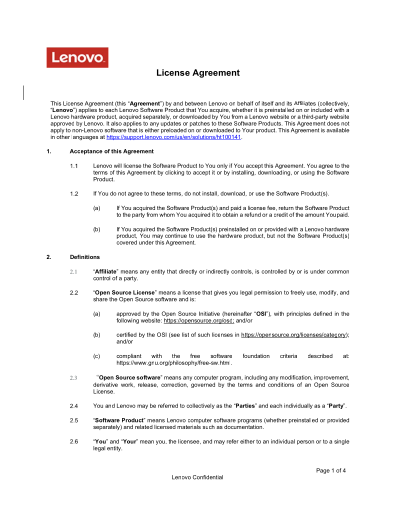 Lenovo
License Agreement
This License Agreement (this "Agreement") by and between Lenovo on behalf of itself and its Affiliates (collectively,
"Lenovo") applies to each Lenovo Software Product that You acquire, whether it is preinstalled on or included with a
Lenovo hardware product, acquired separately, or downloaded by You from a Lenovo website or a third-party website
approved by Lenovo. It also applies to any updates or patches to these Software Products. This Agreement does not
apply to non-Lenovo software that is either preloaded on or downloaded to Your product. This Agreement is available
in other languages at https://support.lenovo.com/us/en/solutions/ht100141.
1. Acceptance of this Agreement
1.1 Lenovo will license the Software Product to You only if You accept this Agreement. You agree to the
terms of this Agreement by clicking to accept it or by installing, downloading, or using the Software
Product.
1.2 If You do not agree to these terms, do not install, download, or use the Software Product(s).
(a) If You acquired the Software Product(s) and paid a license fee, return the Software Product
to the party from whom You acquired it to obtain a refund or a credit of the amount You paid.
(b) If You acquired the Software Product(s) preinstalled on or provided with a Lenovo hardware
product, You may continue to use the hardware product, but not the Software Product(s)
covered under this Agreement.
2. Definitions
2.1 "Affiliate" means any entity that directly or indirectly controls, is controlled by or is under common
control of a party.
2.2 "Open Source License" means a license that gives you legal permission to freely use, modify, and
share the Open Source software and is:
(a) approved by the Open Source Initiative (hereinafter "OSI"), with principles defined in the
following website: https://opensource.org/osd; and/or
(b) certified by the OSI (see list of such licenses in https://opensource.org/licenses/category);
and/or
(c) compliant with the free software foundation criteria described at:
https://www.gnu.org/philosophy/free-sw.htm.
2.3 "Open Source software" means any computer program, including any modification, improvement,
derivative work, release, correction, governed by the terms and conditions of an Open Source
License.
2.4 You and Lenovo may be referred to collectively as the "Parties" and each individually as a "Party".
2.5 "Software Product" means Lenovo computer software programs (whether preinstalled or provided
separately) and related licensed materials such as documentation.
2.6 "You" and "Your" mean you, the licensee, and may refer either to an individual person or to a single
legal entity.
Page 1 of 4
Lenovo Confidential